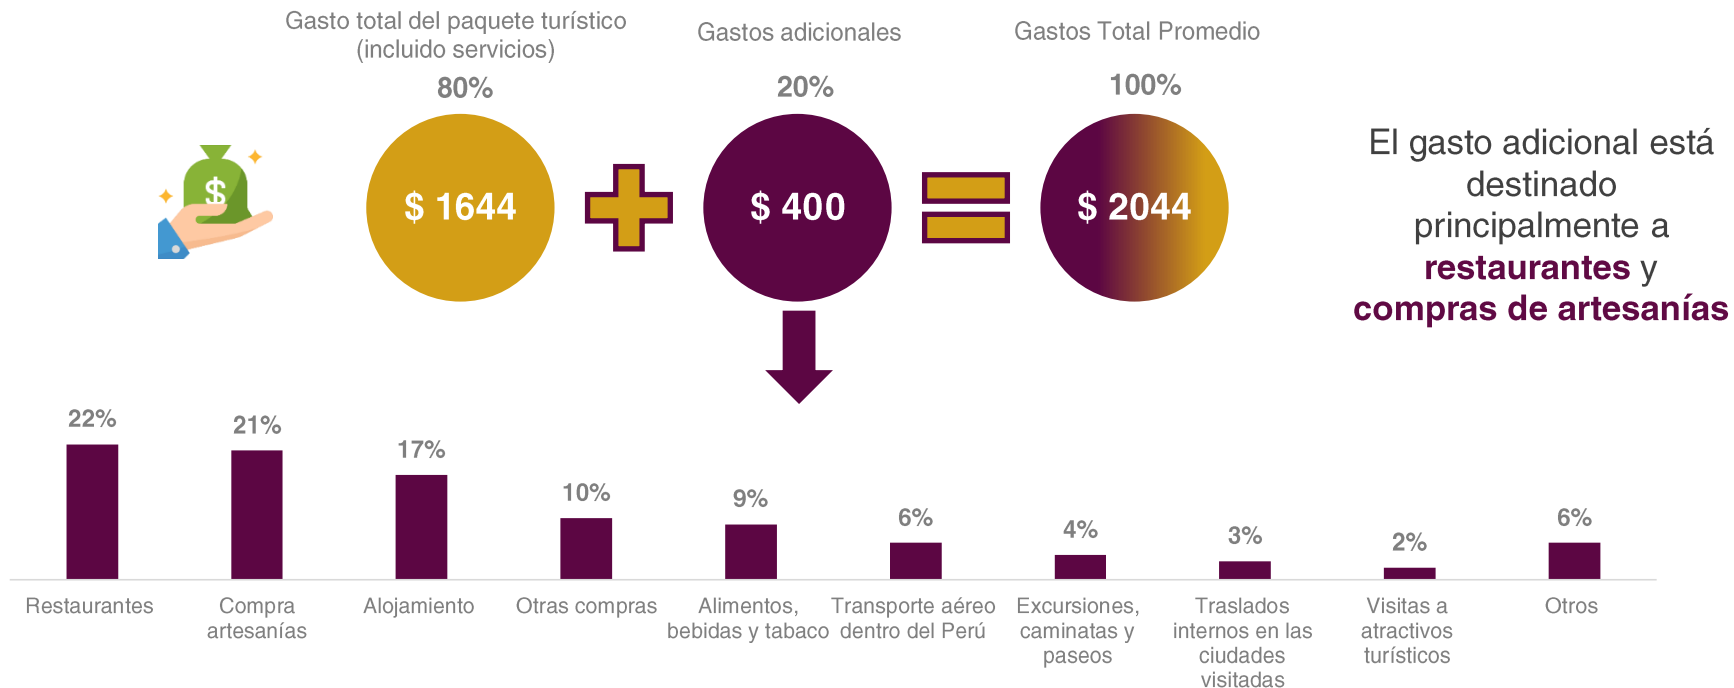 Gasto total del paquete turístico
(incluido servicios)
80%
Gastos adicionales
20%
Gastos Total Promedio
100%
$
$ 1644
$ 400
$ 2044
El gasto adicional está
destinado
principalmente a
restaurantes y
compras de artesanías
22%
21%
17%
10%
9%
6%
4%
3%
2%
6%
Restaurantes
Compra
artesanías
Alojamiento
Otras compras
Alimentos,
bebidas y tabaco
Transporte aéreo
dentro del Perú
Excursiones,
caminatas y
paseos
Traslados
internos en las
ciudades
visitadas
Visitas a
atractivos
turísticos
Otros